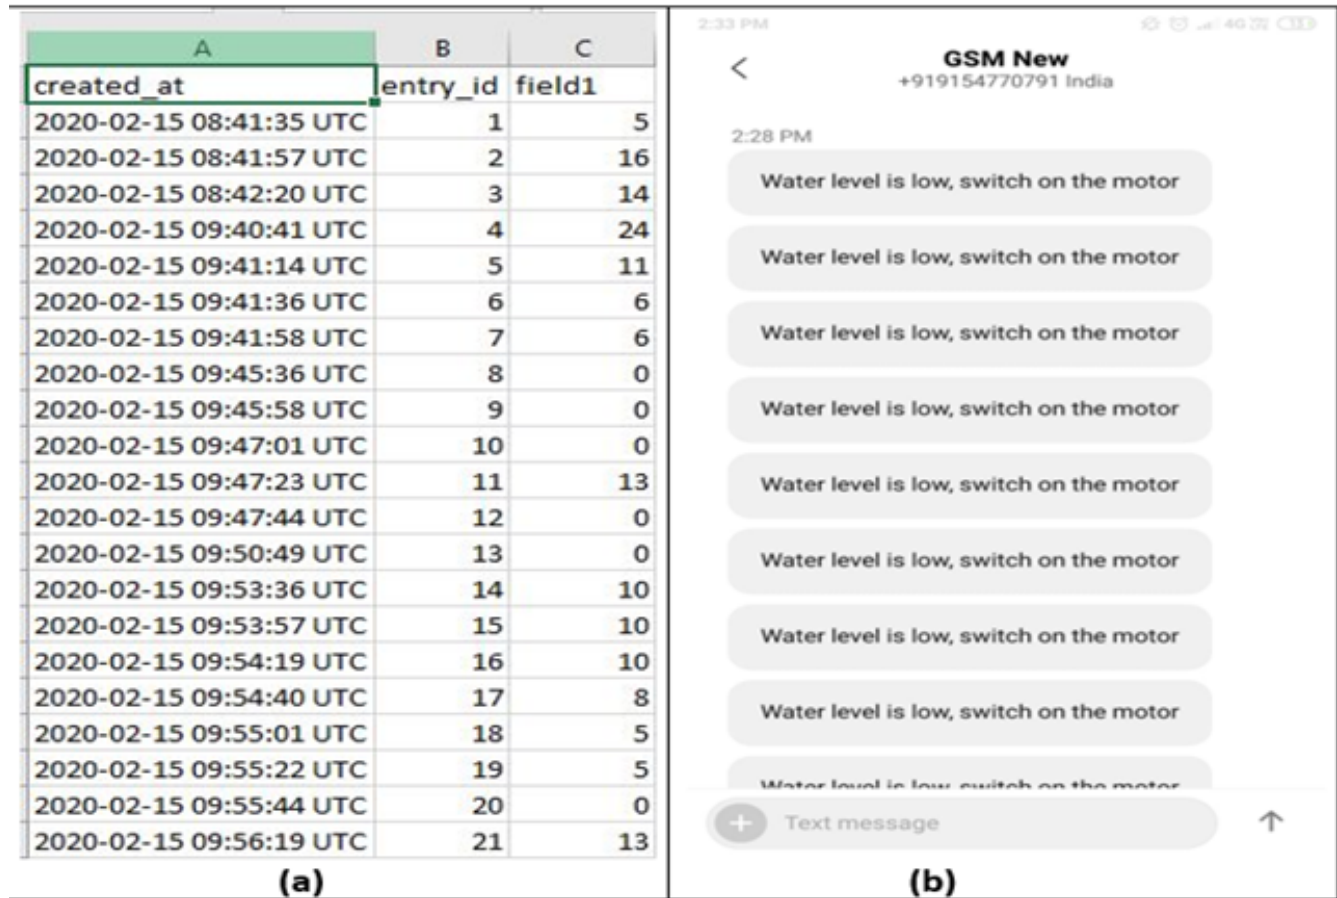 A B C
created_at entry_id field1
2020-02-15 08:41:35 UTC 1 5
2020-02-15 08:41:57 UTC 2 16
2020-02-15 08:42:20 UTC 3 14
2020-02-15 09:40:41 UTC 4 24
2020-02-15 09:41:14 UTC 5 11
2020-02-15 09:41:36 UTC 6 6
2020-02-15 09:41:58 UTC 7 6
2020-02-15 09:45:36 UTC 8 0
2020-02-15 09:45:58 UTC 9 0
2020-02-15 09:47:01 UTC 10 0
2020-02-15 09:47:23 UTC 11 13
2020-02-15 09:47:44 UTC 12 0
2020-02-15 09:50:49 UTC 13 0
2020-02-15 09:53:36 UTC 14 10
2020-02-15 09:53:57 UTC 15 10
2020-02-15 09:54:19 UTC 16 10
2020-02-15 09:54:40 UTC 17 8
2020-02-15 09:55:01 UTC 18 5
2020-02-15 09:55:22 UTC 19 5
2020-02-15 09:55:44 UTC 20 0
2020-02-15 09:56:19 UTC 21 13
(a)
2:33 PM 4G
GSM New
+919154770791 India
2:28 PM
Water level is low, switch on the motor
Water level is low, switch on the motor
Water level is low, switch on the motor
Water level is low, switch on the motor
Water level is low, switch on the motor
Water level is low, switch on the motor
Water level is low, switch on the motor
Water level is low, switch on the motor
Water level is low, switch on the motor
Text message
(b)